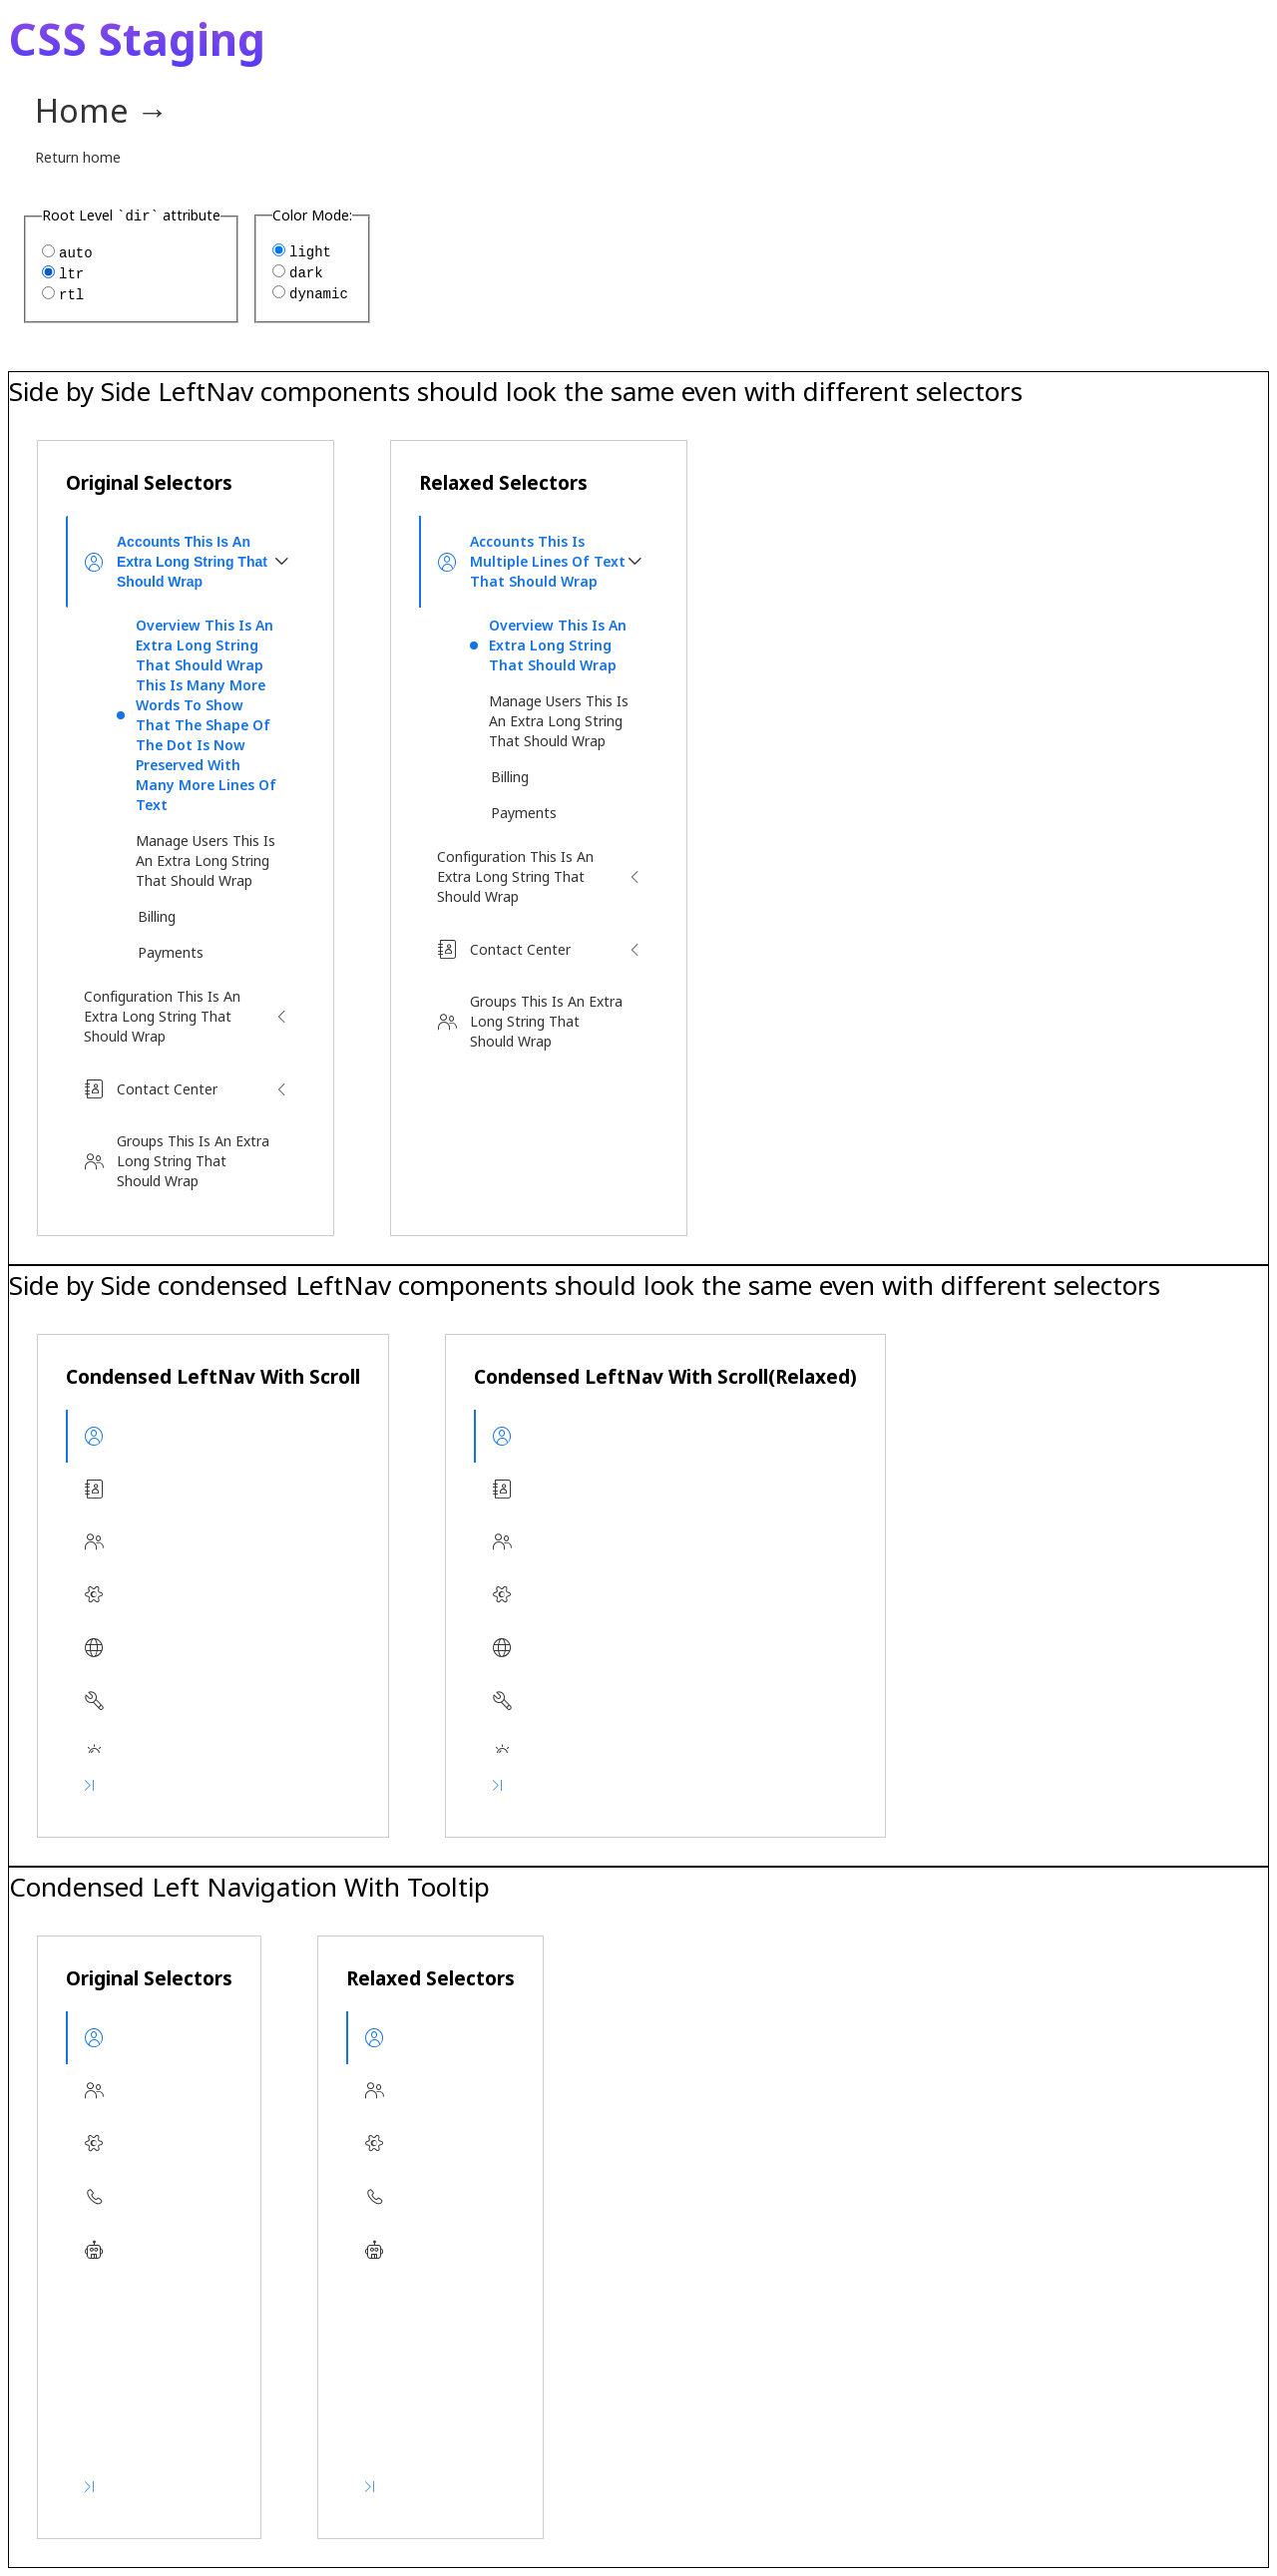 CSS Staging
Home →
Return home
Root Level `dir` attribute
auto
ltr
rtl
Color Mode:
light
dark
dynamic
Side by Side LeftNav components should look the same even with different selectors
Original Selectors
Accounts This Is An
Extra Long String That
Should Wrap
Overview This Is An
Extra Long String
That Should Wrap
This Is Many More
Words To Show
That The Shape Of
The Dot Is Now
Preserved With
Many More Lines Of
Text
Manage Users This Is
An Extra Long String
That Should Wrap
Billing
Payments
Configuration This Is An
Extra Long String That
Should Wrap
Contact Center
Groups This Is An Extra
Long String That
Should Wrap
Relaxed Selectors
Accounts This Is
Multiple Lines Of Text
That Should Wrap
Overview This Is An
Extra Long String
That Should Wrap
Manage Users This Is
An Extra Long String
That Should Wrap
Billing
Payments
Configuration This Is An
Extra Long String That
Should Wrap
Contact Center
Groups This Is An Extra
Long String That
Should Wrap
Side by Side condensed LeftNav components should look the same even with different selectors
Condensed LeftNav With Scroll
Condensed LeftNav With Scroll(Relaxed)
Condensed Left Navigation With Tooltip
Original Selectors
Relaxed Selectors